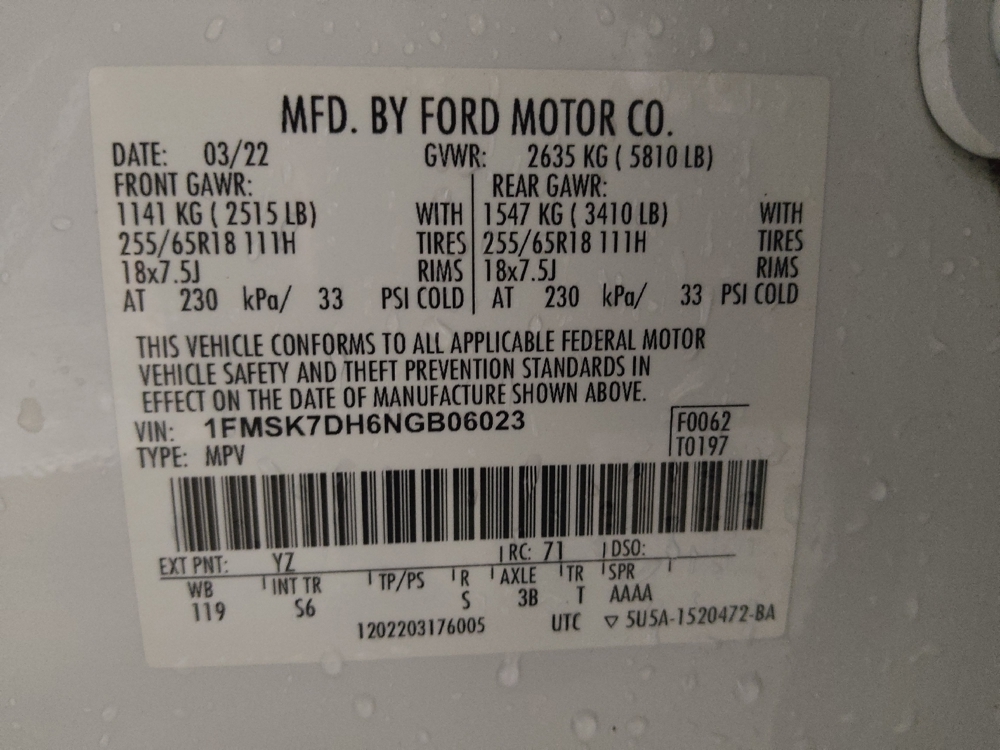 MFD. BY FORD MOTOR CO.
DATE: 03/22 GVWR: 2635 KG ( 5810 LB)
FRONT GAWR: REAR GAWR:
1141 KG ( 2515 LB) WITH 1547 KG ( 3410 LB) WITH
255/65R18 111H TIRES 255/65R18 111H TIRES
18x7.5J RIMS 18x7.5J RIMS
AT 230 kPa/ 33 PSI COLD AT 230 kPa/ 33 PSI COLD
THIS VEHICLE CONFORMS TO ALL APPLICABLE FEDERAL MOTOR
VEHICLE SAFETY AND THEFT PREVENTION STANDARDS IN
EFFECT ON THE DATE OF MANUFACTURE SHOWN ABOVE.
VIN: 1FMSK7DH6NGB06023 F0062
TYPE: MPV T0197
EXT PNT: YZ RC: 71 DSO:
WB INT TR TP/PS R AXLE TR SPR
119 S6 S 3B T AAAA
1202203176005 UTC ▽ 5U5A-1520472-BA